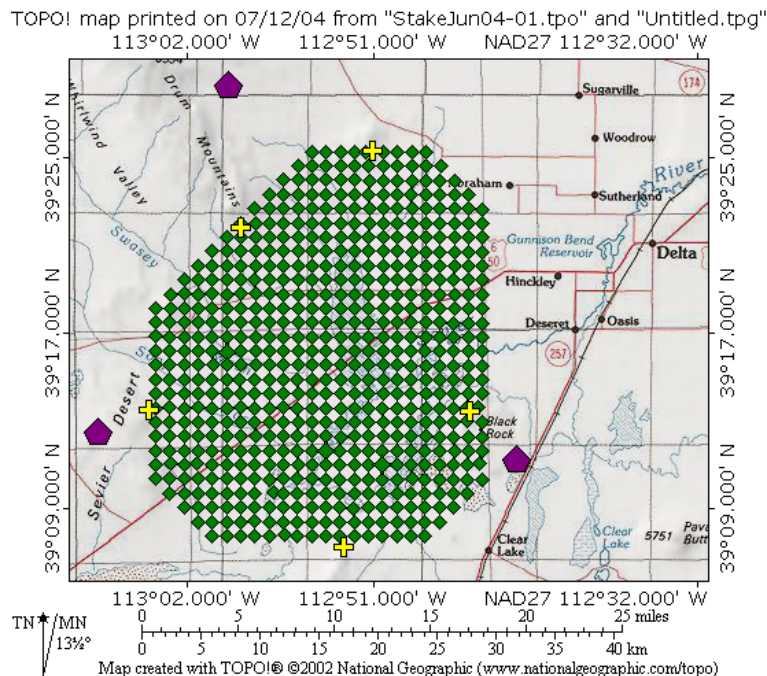 TOPO! map printed on 07/12/04 from "StakeJun04-01.tpo" and "Untitled.tpg"
113°02.000' W 112°51.000' W NAD27 112°32.000' W
Drum Mountains
Whirlwind Valley
Sugarville
174
Woodrow
River
Sutherland
39°25.000' N
39°25.000' N
Swasey
6
50
Gunnison Bend
Reservoir
Delta
Hinckley
Deseret
Oasis
257
39°17.000' N
39°17.000' N
Sevier Desert
Black
Rock
39°09.000' N
39°09.000' N
Clear
Lake
5751
Clear
Lake
113°02.000' W 112°51.000' W NAD27 112°32.000' W
TN MN
13½°
0 5 10 15 20 25 miles
0 5 10 15 20 25 30 35 40 km
Map created with TOPO!® ©2002 National Geographic (www.nationalgeographic.com/topo)